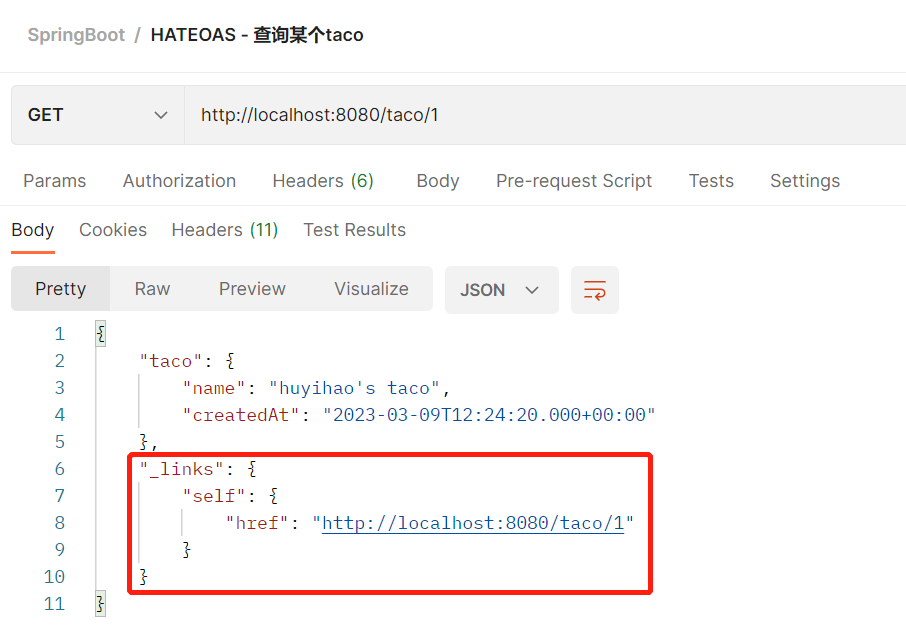 SpringBoot / HATEOAS - 查询某个taco
GET http://localhost:8080/taco/1
Params Authorization Headers (6) Body Pre-request Script Tests Settings
Body Cookies Headers (11) Test Results
Pretty Raw Preview Visualize JSON
1 {
2 "taco": {
3 "name": "huyihao's taco",
4 "createdAt": "2023-03-09T12:24:20.000+00:00"
5 },
6 "_links": {
7 "self": {
8 "href": "http://localhost:8080/taco/1"
9 }
10 }
11 }